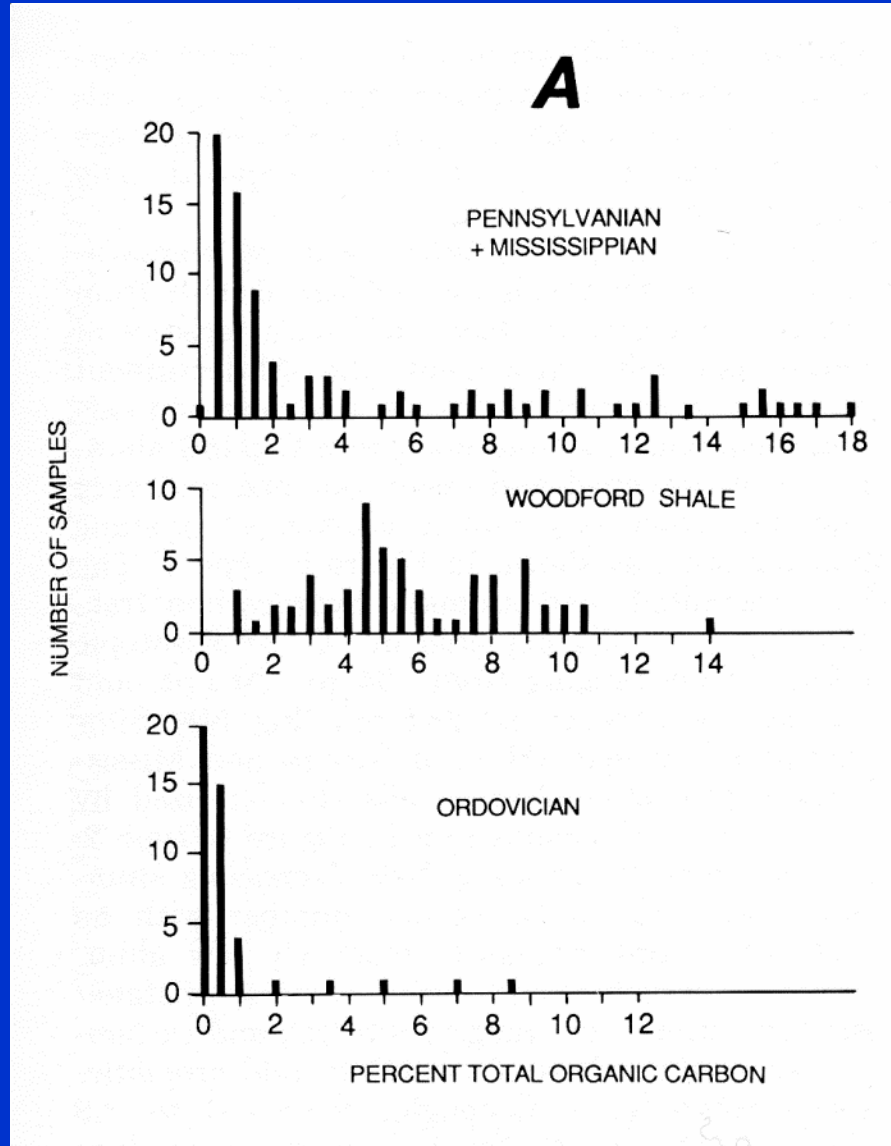 A
20
15
10
5
0
PENNSYLVANIAN
+ MISSISSIPPIAN
0 2 4 6 8 10 12 14 16 18
NUMBER OF SAMPLES
10
5
0
WOODFORD SHALE
0 2 4 6 8 10 12 14
20
15
10
5
0
ORDOVICIAN
0 2 4 6 8 10 12
PERCENT TOTAL ORGANIC CARBON